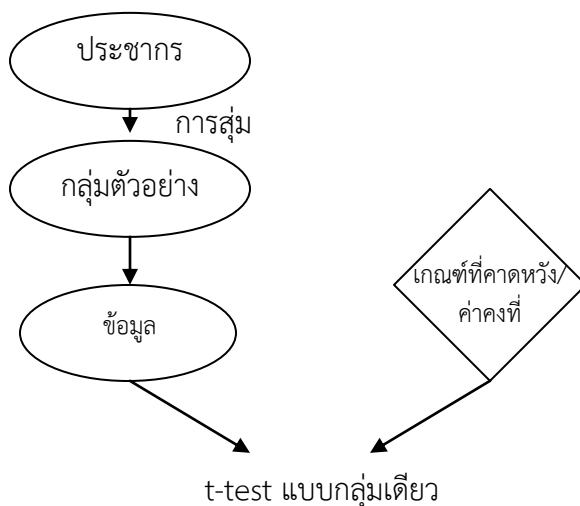 ประชากร
การสุ่ม
กลุ่มตัวอย่าง
เกณฑ์ที่คาดหวัง/
ค่าคงที่
ข้อมูล
t-test แบบกลุ่มเดียว